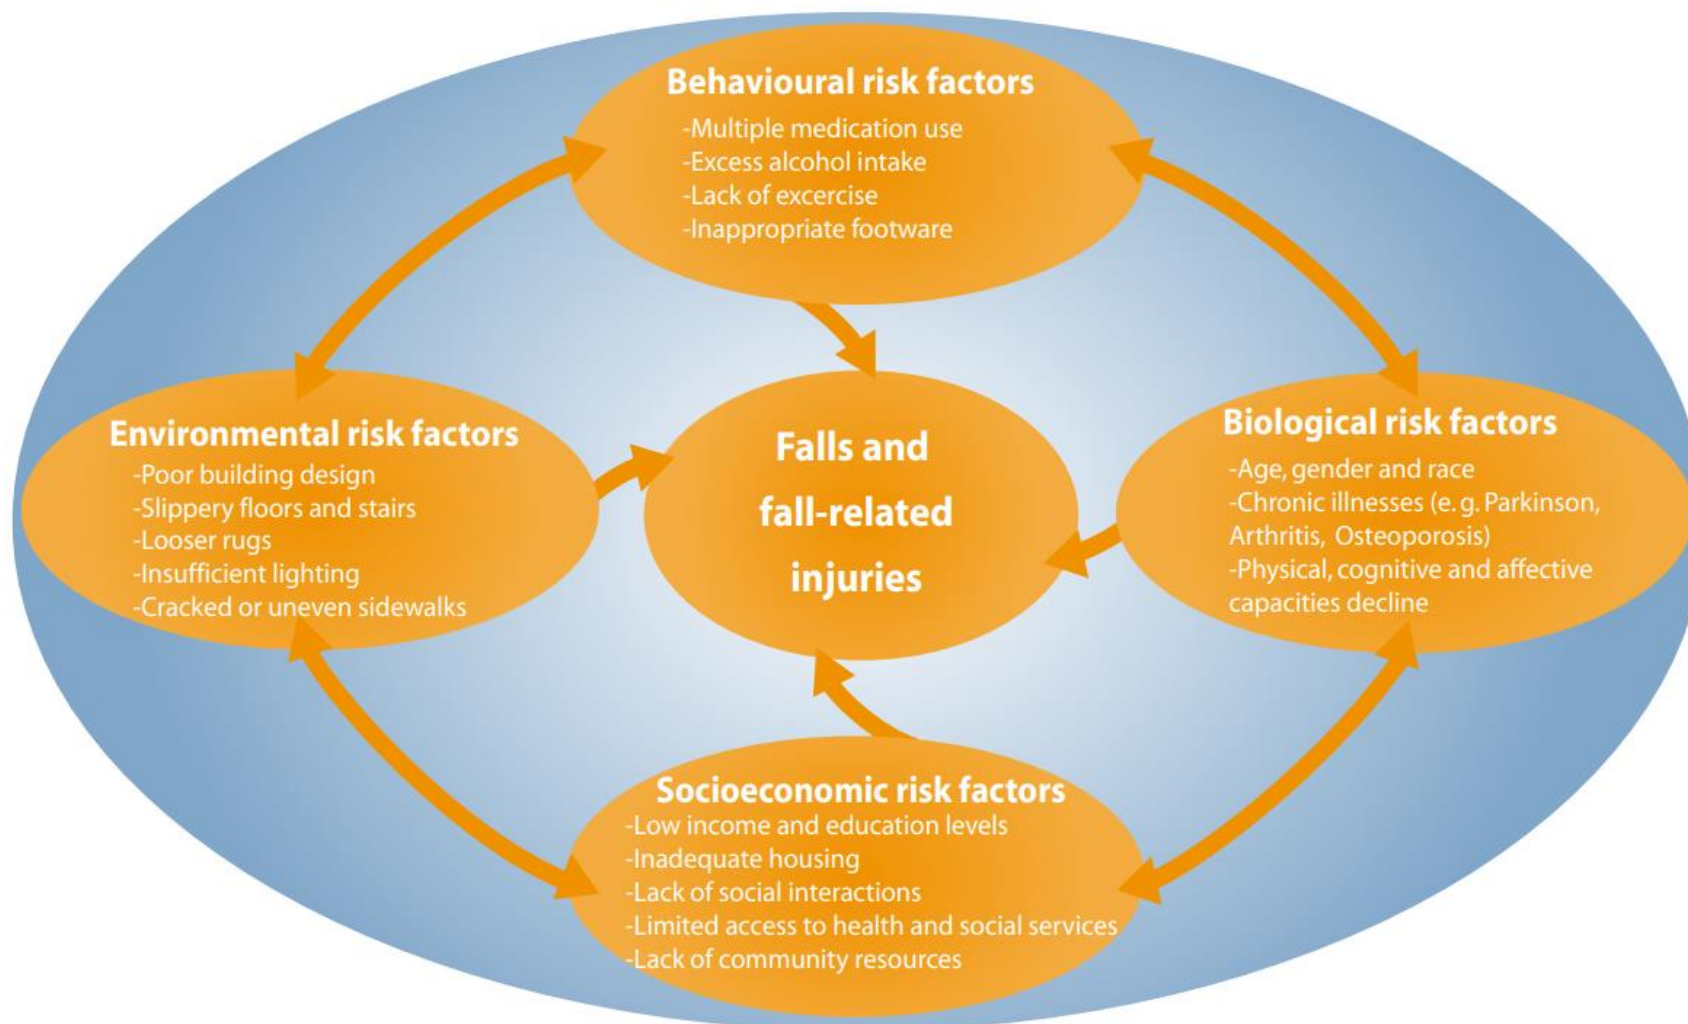 Behavioural risk factors
-Multiple medication use
-Excess alcohol intake
-Lack of excercise
-Inappropriate footware
Environmental risk factors
-Poor building design
-Slippery floors and stairs
-Looser rugs
-Insufficient lighting
-Cracked or uneven sidewalks
Falls and
fall-related
injuries
Biological risk factors
-Age, gender and race
-Chronic illnesses (e. g. Parkinson,
Arthritis, Osteoporosis)
-Physical, cognitive and affective
capacities decline
Socioeconomic risk factors
-Low income and education levels
-Inadequate housing
-Lack of social interactions
-Limited access to health and social services
-Lack of community resources